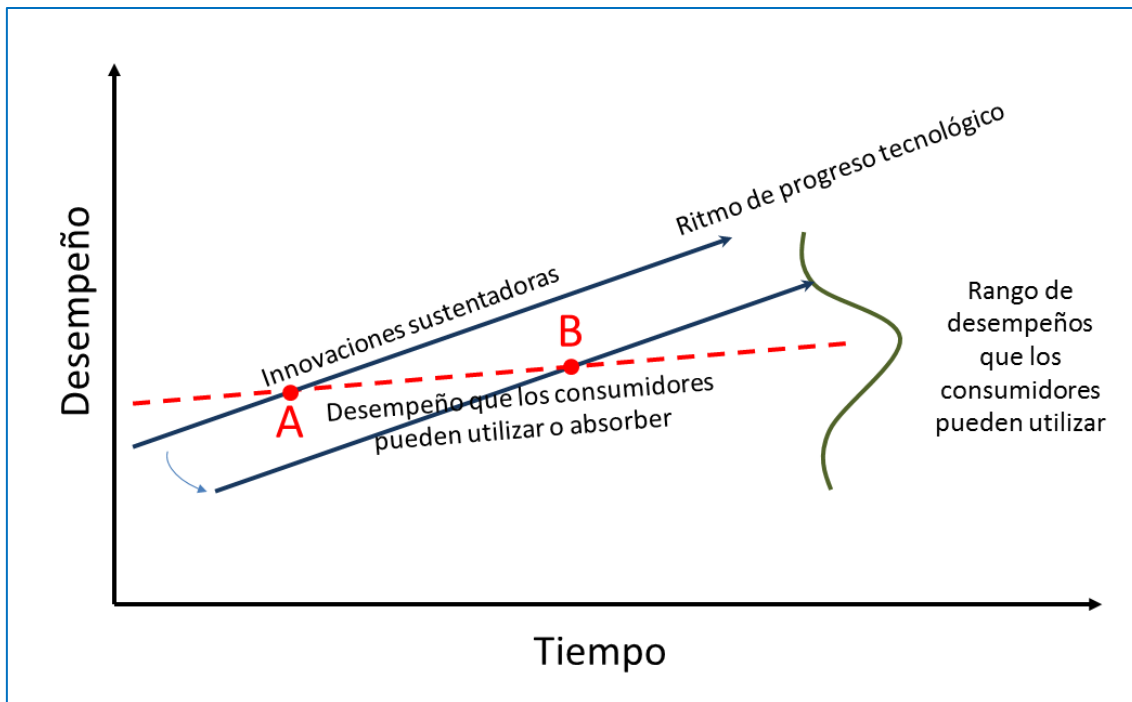 Desempeño
Ritmo de progreso tecnológico
Innovaciones sustentadoras
A
B
Desempeño que los consumidores
pueden utilizar o absorber
Rango de
desempeños
que los
consumidores
pueden utilizar
Tiempo